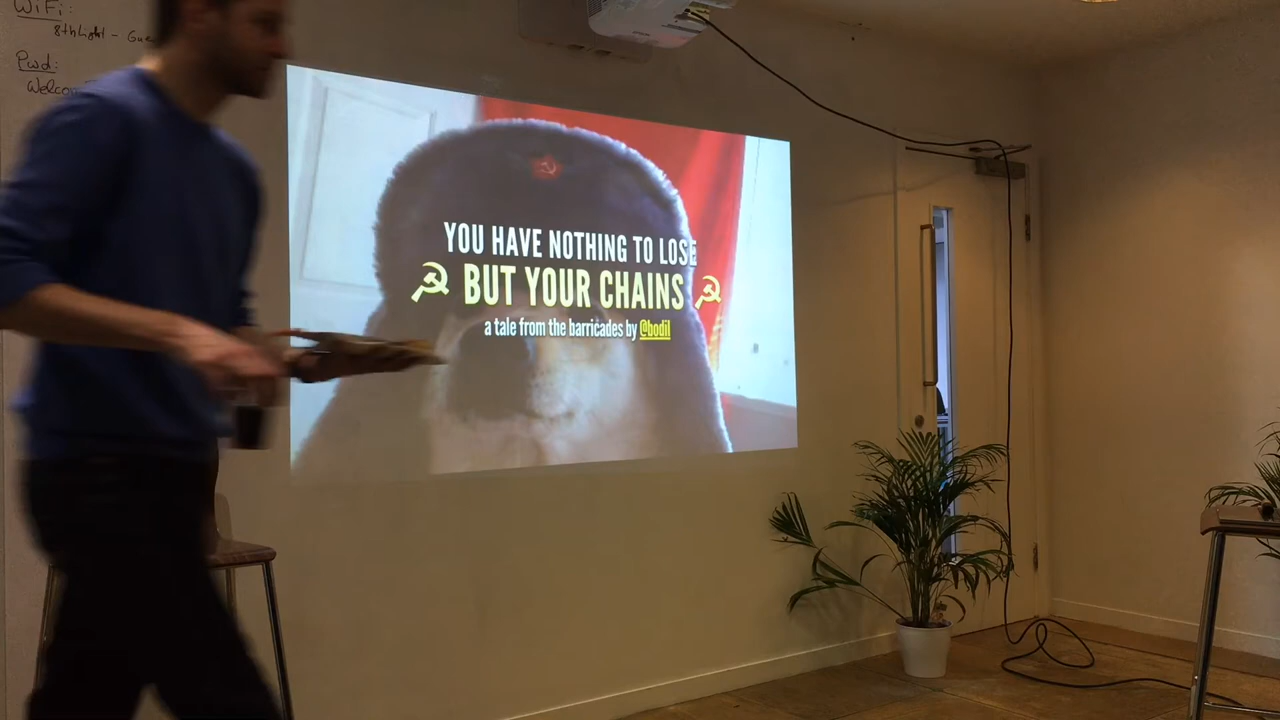 WiFi:
8thlight - Gue
Pwd:
Welcom
YOU HAVE NOTHING TO LOSE
☭ BUT YOUR CHAINS ☭
a tale from the barricades by @bodil